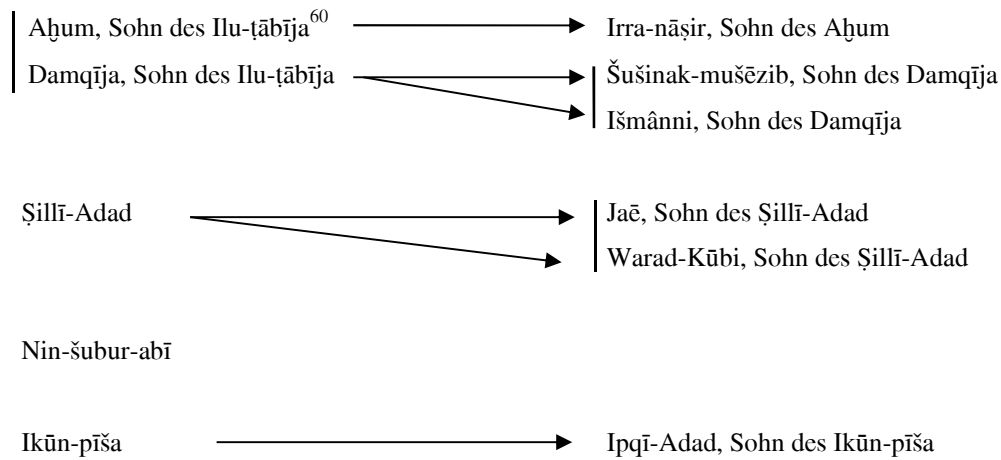 Aḫum, Sohn des Ilu-ṭābīja⁶⁰ Irra-nāṣir, Sohn des Aḫum
Damqīja, Sohn des Ilu-ṭābīja Šušinak-mušēzib, Sohn des Damqīja
Išmânni, Sohn des Damqīja
Ṣillī-Adad Jaē, Sohn des Ṣillī-Adad
Warad-Kūbi, Sohn des Ṣillī-Adad
Nin-šubur-abī
Ikūn-pīša Ipqī-Adad, Sohn des Ikūn-pīša